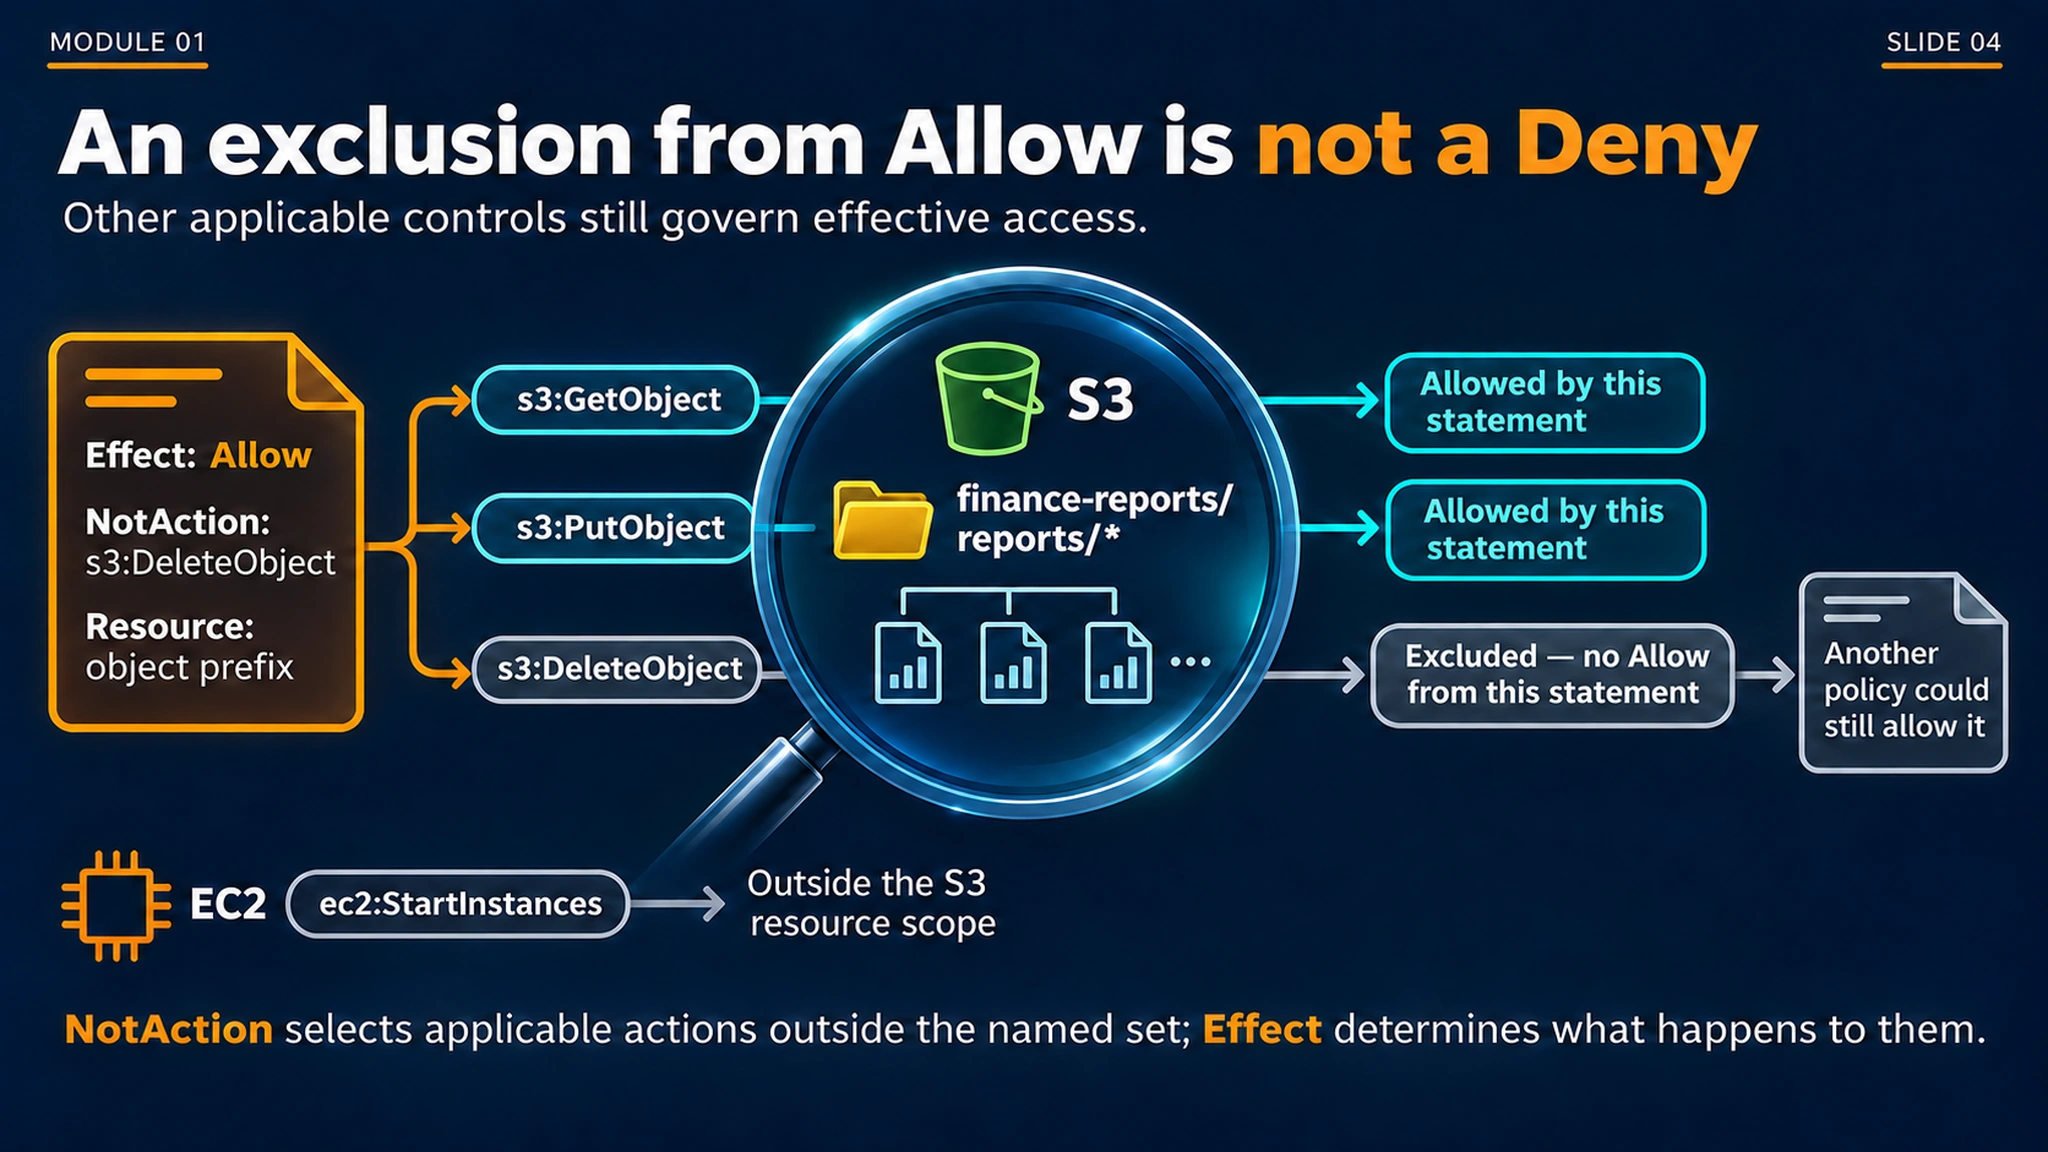 MODULE 01
SLIDE 04
An exclusion from Allow is not a Deny
Other applicable controls still govern effective access.
Effect: Allow
NotAction:
s3:DeleteObject
Resource:
object prefix
s3:GetObject
s3:PutObject
s3:DeleteObject
S3
finance-reports/
reports/*
Allowed by this
statement
Allowed by this
statement
Excluded — no Allow
from this statement
Another
policy could
still allow it
EC2
ec2:StartInstances
Outside the S3
resource scope
NotAction selects applicable actions outside the named set; Effect determines what happens to them.